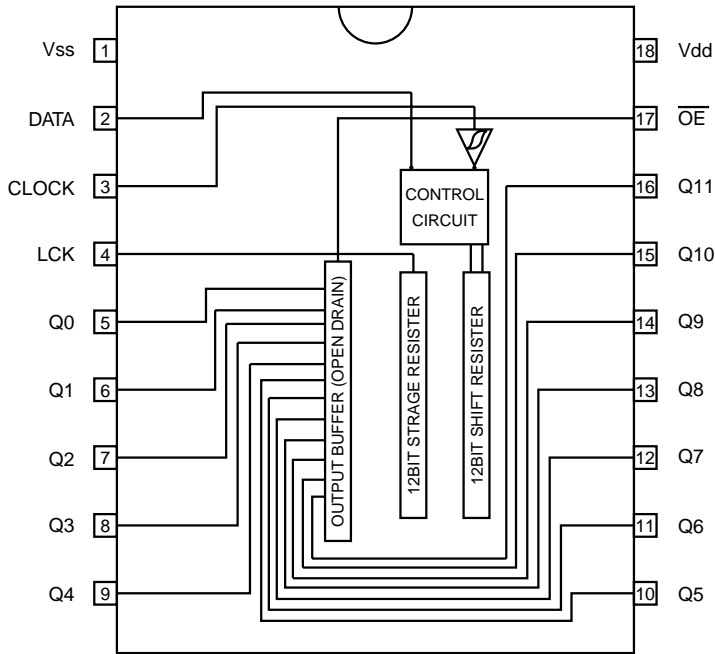 Vss 1
18 Vdd
DATA 2
17 OE
CLOCK 3
16 Q11
CONTROL
CIRCUIT
LCK 4
15 Q10
Q0 5
14 Q9
Q1 6
13 Q8
Q2 7
12 Q7
Q3 8
11 Q6
Q4 9
10 Q5
OUTPUT BUFFER (OPEN DRAIN)
12BIT STRAGE RESISTER
12BIT SHIFT RESISTER